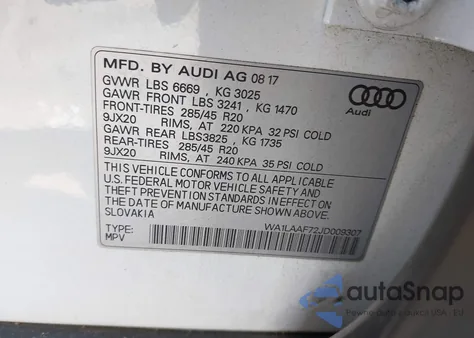 MFD. BY AUDI AG 08 17
GVWR LBS 6669 , KG 3025
GAWR FRONT LBS 3241, KG 1470
FRONT-TIRES 285/45 R20
9JX20 RIMS, AT 220 KPA 32 PSI COLD
GAWR REAR LBS3825 , KG 1735
REAR-TIRES 285/45 R20
9JX20 RIMS, AT 240 KPA 35 PSI COLD
THIS VEHICLE CONFORMS TO ALL APPLICABLE
U.S. FEDERAL MOTOR VEHICLE SAFETY AND
THEFT PREVENTION STANDARDS IN EFFECT
ON THE DATE OF MANUFACTURE SHOWN ABOVE.
SLOVAKIA
Audi
TYPE:
MPV
WA1LAAF72JD009307
autoSnap